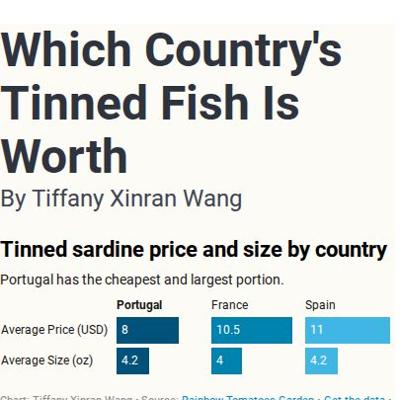 Which Country's
Tinned Fish Is
Worth
By Tiffany Xinran Wang
Tinned sardine price and size by country
Portugal has the cheapest and largest portion.
Portugal France Spain
Average Price (USD) 8 10.5 11
Average Size (oz) 4.2 4 4.2
Chart: Tiffany Xinran Wang • Source: Rainbow Tomatoes Garden • Get the data •